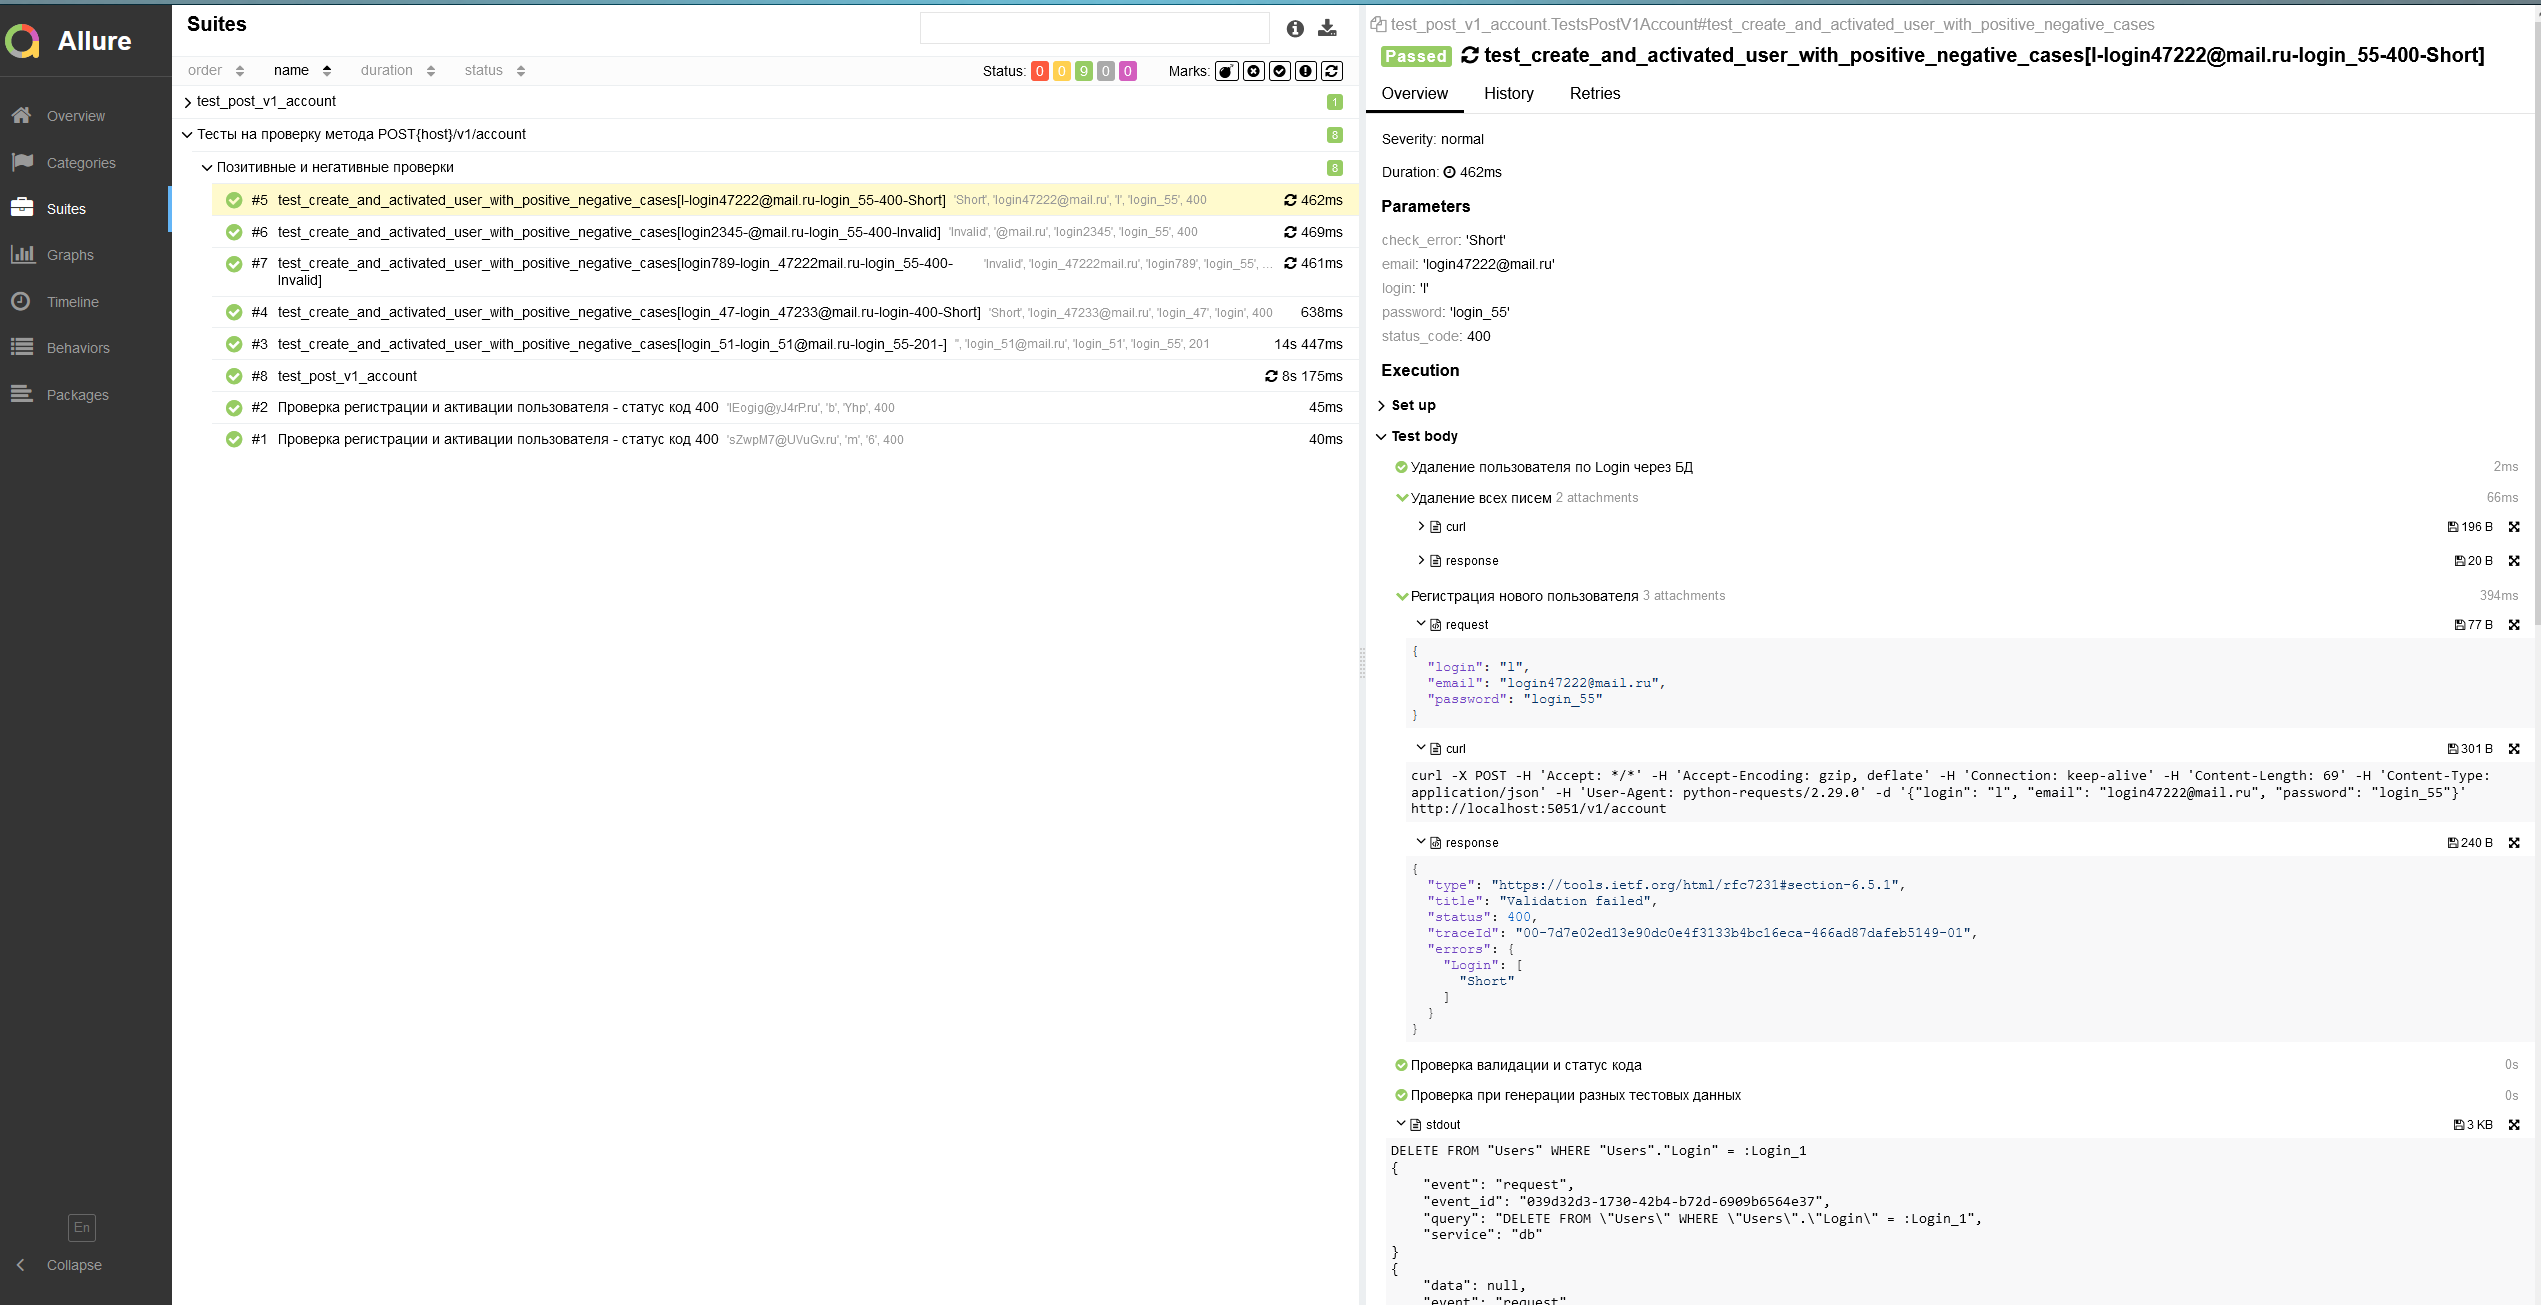 Allure
Overview
Categories
Suites
Graphs
Timeline
Behaviors
Packages
En
Collapse
Suites
order name duration status
Status: 0 0 9 0 0 Marks:
test_post_v1_account 1
Тесты на проверку метода POST{host}/v1/account 8
Позитивные и негативные проверки 8
#5 test_create_and_activated_user_with_positive_negative_cases[l-login47222@mail.ru-login_55-400-Short] 'Short', 'login47222@mail.ru', 'l', 'login_55', 400 462ms
#6 test_create_and_activated_user_with_positive_negative_cases[login2345-@mail.ru-login_55-400-Invalid] 'Invalid', '@mail.ru', 'login2345', 'login_55', 400 469ms
#7 test_create_and_activated_user_with_positive_negative_cases[login789-login_47222mail.ru-login_55-400- 'Invalid', 'login_47222mail.ru', 'login789', 'login_55', ... 461ms
Invalid]
#4 test_create_and_activated_user_with_positive_negative_cases[login_47-login_47233@mail.ru-login-400-Short] 'Short', 'login_47233@mail.ru', 'login_47', 'login', 400 638ms
#3 test_create_and_activated_user_with_positive_negative_cases[login_51-login_51@mail.ru-login_55-201-] '', 'login_51@mail.ru', 'login_51', 'login_55', 201 14s 447ms
#8 test_post_v1_account 8s 175ms
#2 Проверка регистрации и активации пользователя - статус код 400 'IEogig@yJ4rP.ru', 'b', 'Yhp', 400 45ms
#1 Проверка регистрации и активации пользователя - статус код 400 'sZwpM7@UVuGv.ru', 'm', '6', 400 40ms
test_post_v1_account.TestsPostV1Account#test_create_and_activated_user_with_positive_negative_cases
Passed test_create_and_activated_user_with_positive_negative_cases[l-login47222@mail.ru-login_55-400-Short]
Overview History Retries
Severity: normal
Duration: 462ms
Parameters
check_error: 'Short'
email: 'login47222@mail.ru'
login: 'l'
password: 'login_55'
status_code: 400
Execution
Set up
Test body
Удаление пользователя по Login через БД 2ms
Удаление всех писем 2 attachments 66ms
curl 196 B
response 20 B
Регистрация нового пользователя 3 attachments 394ms
request 77 B
{
"login": "l",
"email": "login47222@mail.ru",
"password": "login_55"
}
curl 301 B
curl -X POST -H 'Accept: */*' -H 'Accept-Encoding: gzip, deflate' -H 'Connection: keep-alive' -H 'Content-Length: 69' -H 'Content-Type:
application/json' -H 'User-Agent: python-requests/2.29.0' -d '{"login": "l", "email": "login47222@mail.ru", "password": "login_55"}'
http://localhost:5051/v1/account
response 240 B
{
"type": "https://tools.ietf.org/html/rfc7231#section-6.5.1",
"title": "Validation failed",
"status": 400,
"traceId": "00-7d7e02ed13e90dc0e4f3133b4bc16eca-466ad87dafeb5149-01",
"errors": {
"Login": [
"Short"
]
}
}
Проверка валидации и статус кода 0s
Проверка при генерации разных тестовых данных 0s
stdout 3 KB
DELETE FROM "Users" WHERE "Users"."Login" = :Login_1
{
"event": "request",
"event_id": "039d32d3-1730-42b4-b72d-6909b6564e37",
"query": "DELETE FROM \"Users\" WHERE \"Users\".\"Login\" = :Login_1",
"service": "db"
}
{
"data": null,
"event": "request"